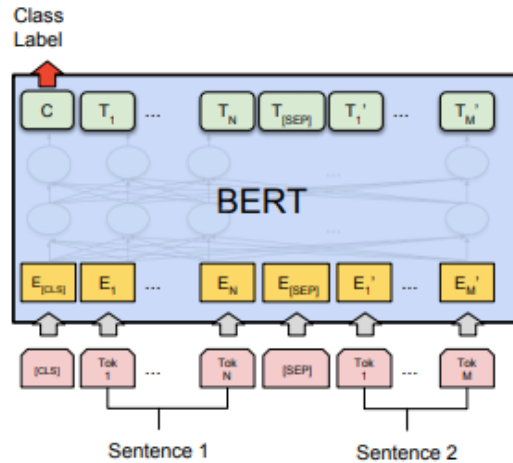 Class
Label
C T1 ... TN T[SEP] T1' ... TM'
...
BERT
...
E[CLS] E1 ... EN E[SEP] E1' ... EM'
[CLS] Tok 1 ... Tok N [SEP] Tok 1 ... Tok M
Sentence 1 Sentence 2